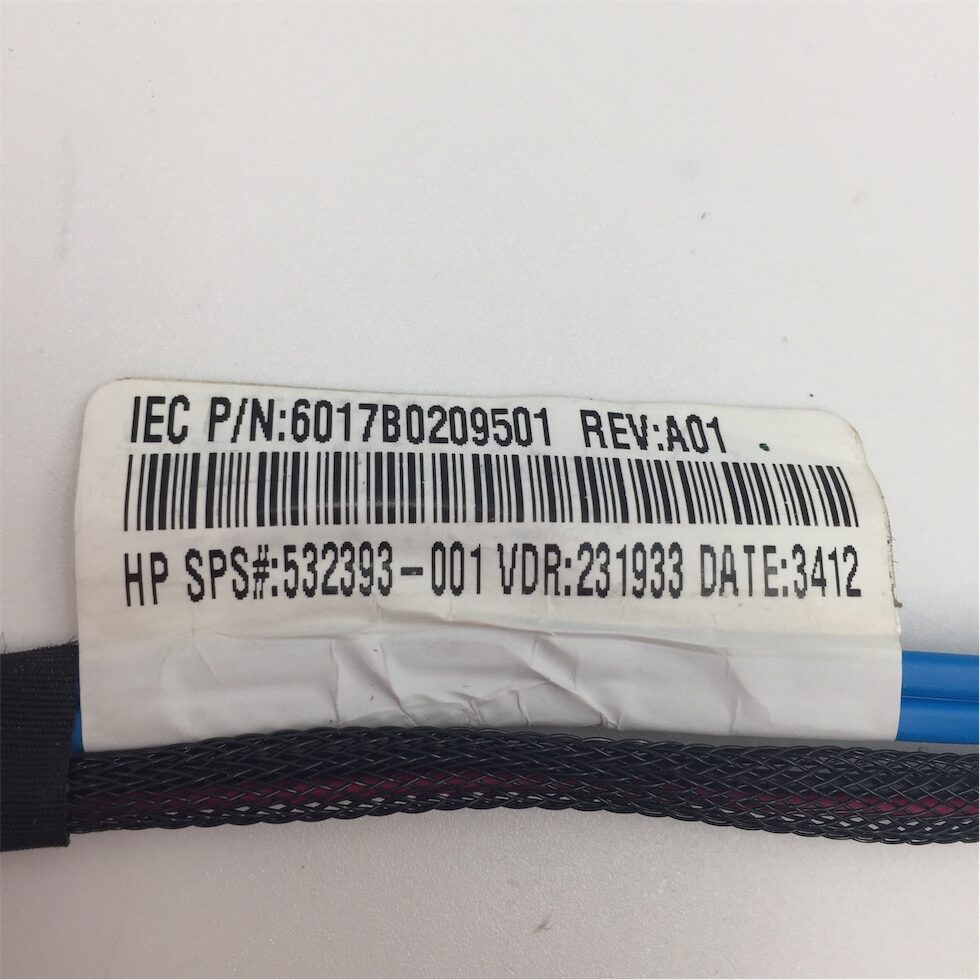 IEC P/N:6017B0209501 REV:A01
HP SPS#:532393-001 VDR:231933 DATE:3412